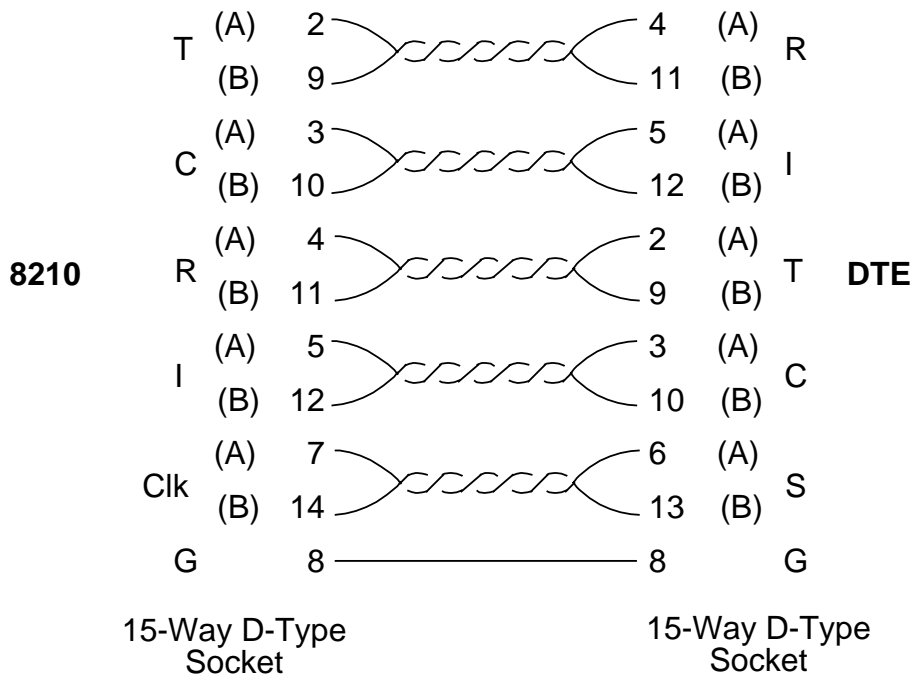 (A) 2 4 (A)
T R
(B) 9 11 (B)
(A) 3 5 (A)
C I
(B) 10 12 (B)
(A) 4 2 (A)
8210 R T DTE
(B) 11 9 (B)
(A) 5 3 (A)
I C
(B) 12 10 (B)
(A) 7 6 (A)
Clk S
(B) 14 13 (B)
G 8 8 G
15-Way D-Type 15-Way D-Type
Socket Socket